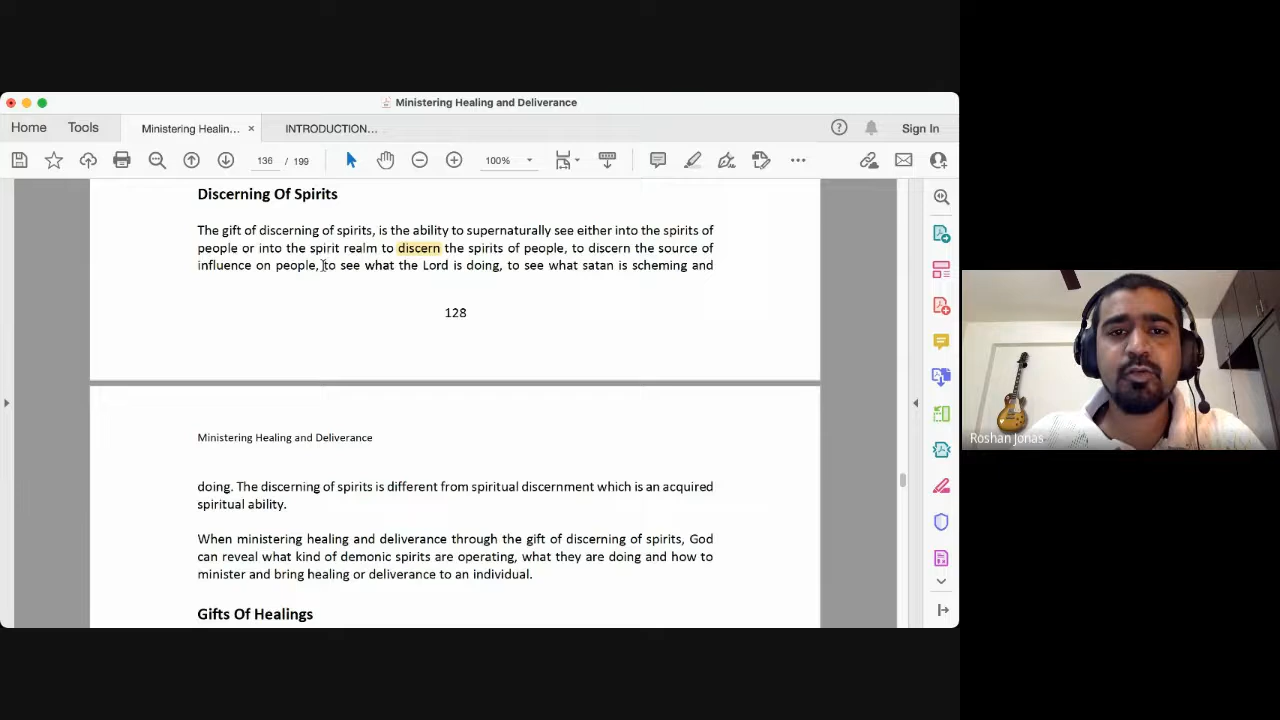 Ministering Healing and Deliverance
Home Tools Ministering Healin... × INTRODUCTION... Sign In
136 / 199 100%
Discerning Of Spirits
The gift of discerning of spirits, is the ability to supernaturally see either into the spirits of
people or into the spirit realm to discern the spirits of people, to discern the source of
influence on people, to see what the Lord is doing, to see what satan is scheming and
128
Ministering Healing and Deliverance
doing. The discerning of spirits is different from spiritual discernment which is an acquired
spiritual ability.
When ministering healing and deliverance through the gift of discerning of spirits, God
can reveal what kind of demonic spirits are operating, what they are doing and how to
minister and bring healing or deliverance to an individual.
Gifts Of Healings
Roshan Jonas